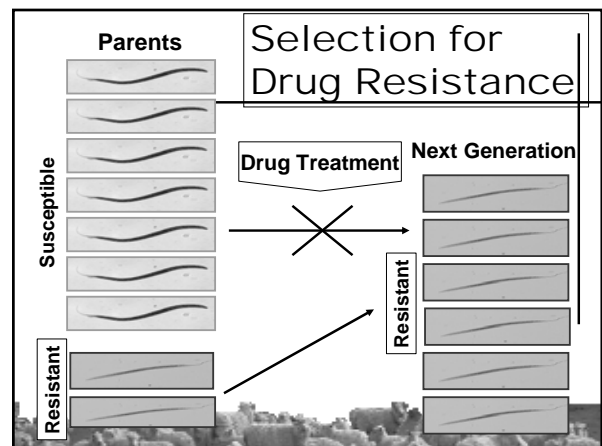 Selection for
Drug Resistance
Parents
Susceptible
Resistant
Drug Treatment
Next Generation
Resistant